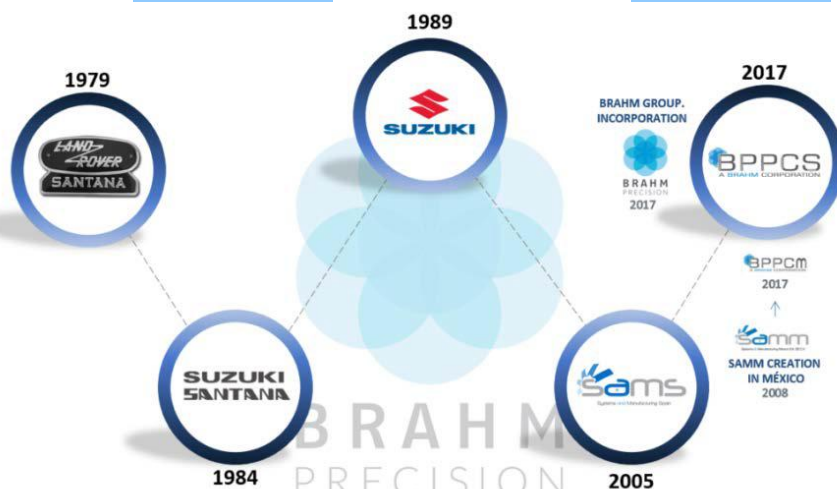 1979
LAND
ROVER
SANTANA
1984
SUZUKI
SANTANA
1989
SUZUKI
2005
sams
Systems and Manufacturing Spain
2017
BPPCS
A BRAHM CORPORATION
BRAHM GROUP.
INCORPORATION
BRAHM
PRECISION
2017
BPPCM
2017
samm
SAMM CREATION
IN MÉXICO
2008
BRAHM
PRECISION